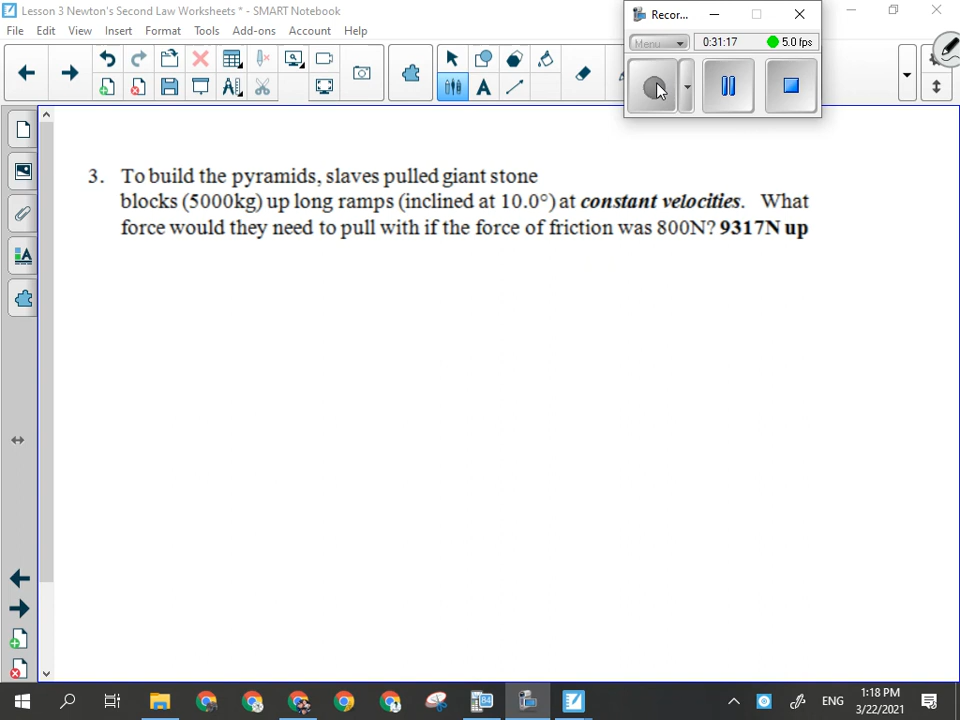 Lesson 3 Newton's Second Law Worksheets * - SMART Notebook
File Edit View Insert Format Tools Add-ons Account Help
Recor...
Menu 0:31:17 5.0 fps
3. To build the pyramids, slaves pulled giant stone
blocks (5000kg) up long ramps (inclined at 10.0°) at constant velocities. What
force would they need to pull with if the force of friction was 800N? 9317N up
ENG
1:18 PM
3/22/2021